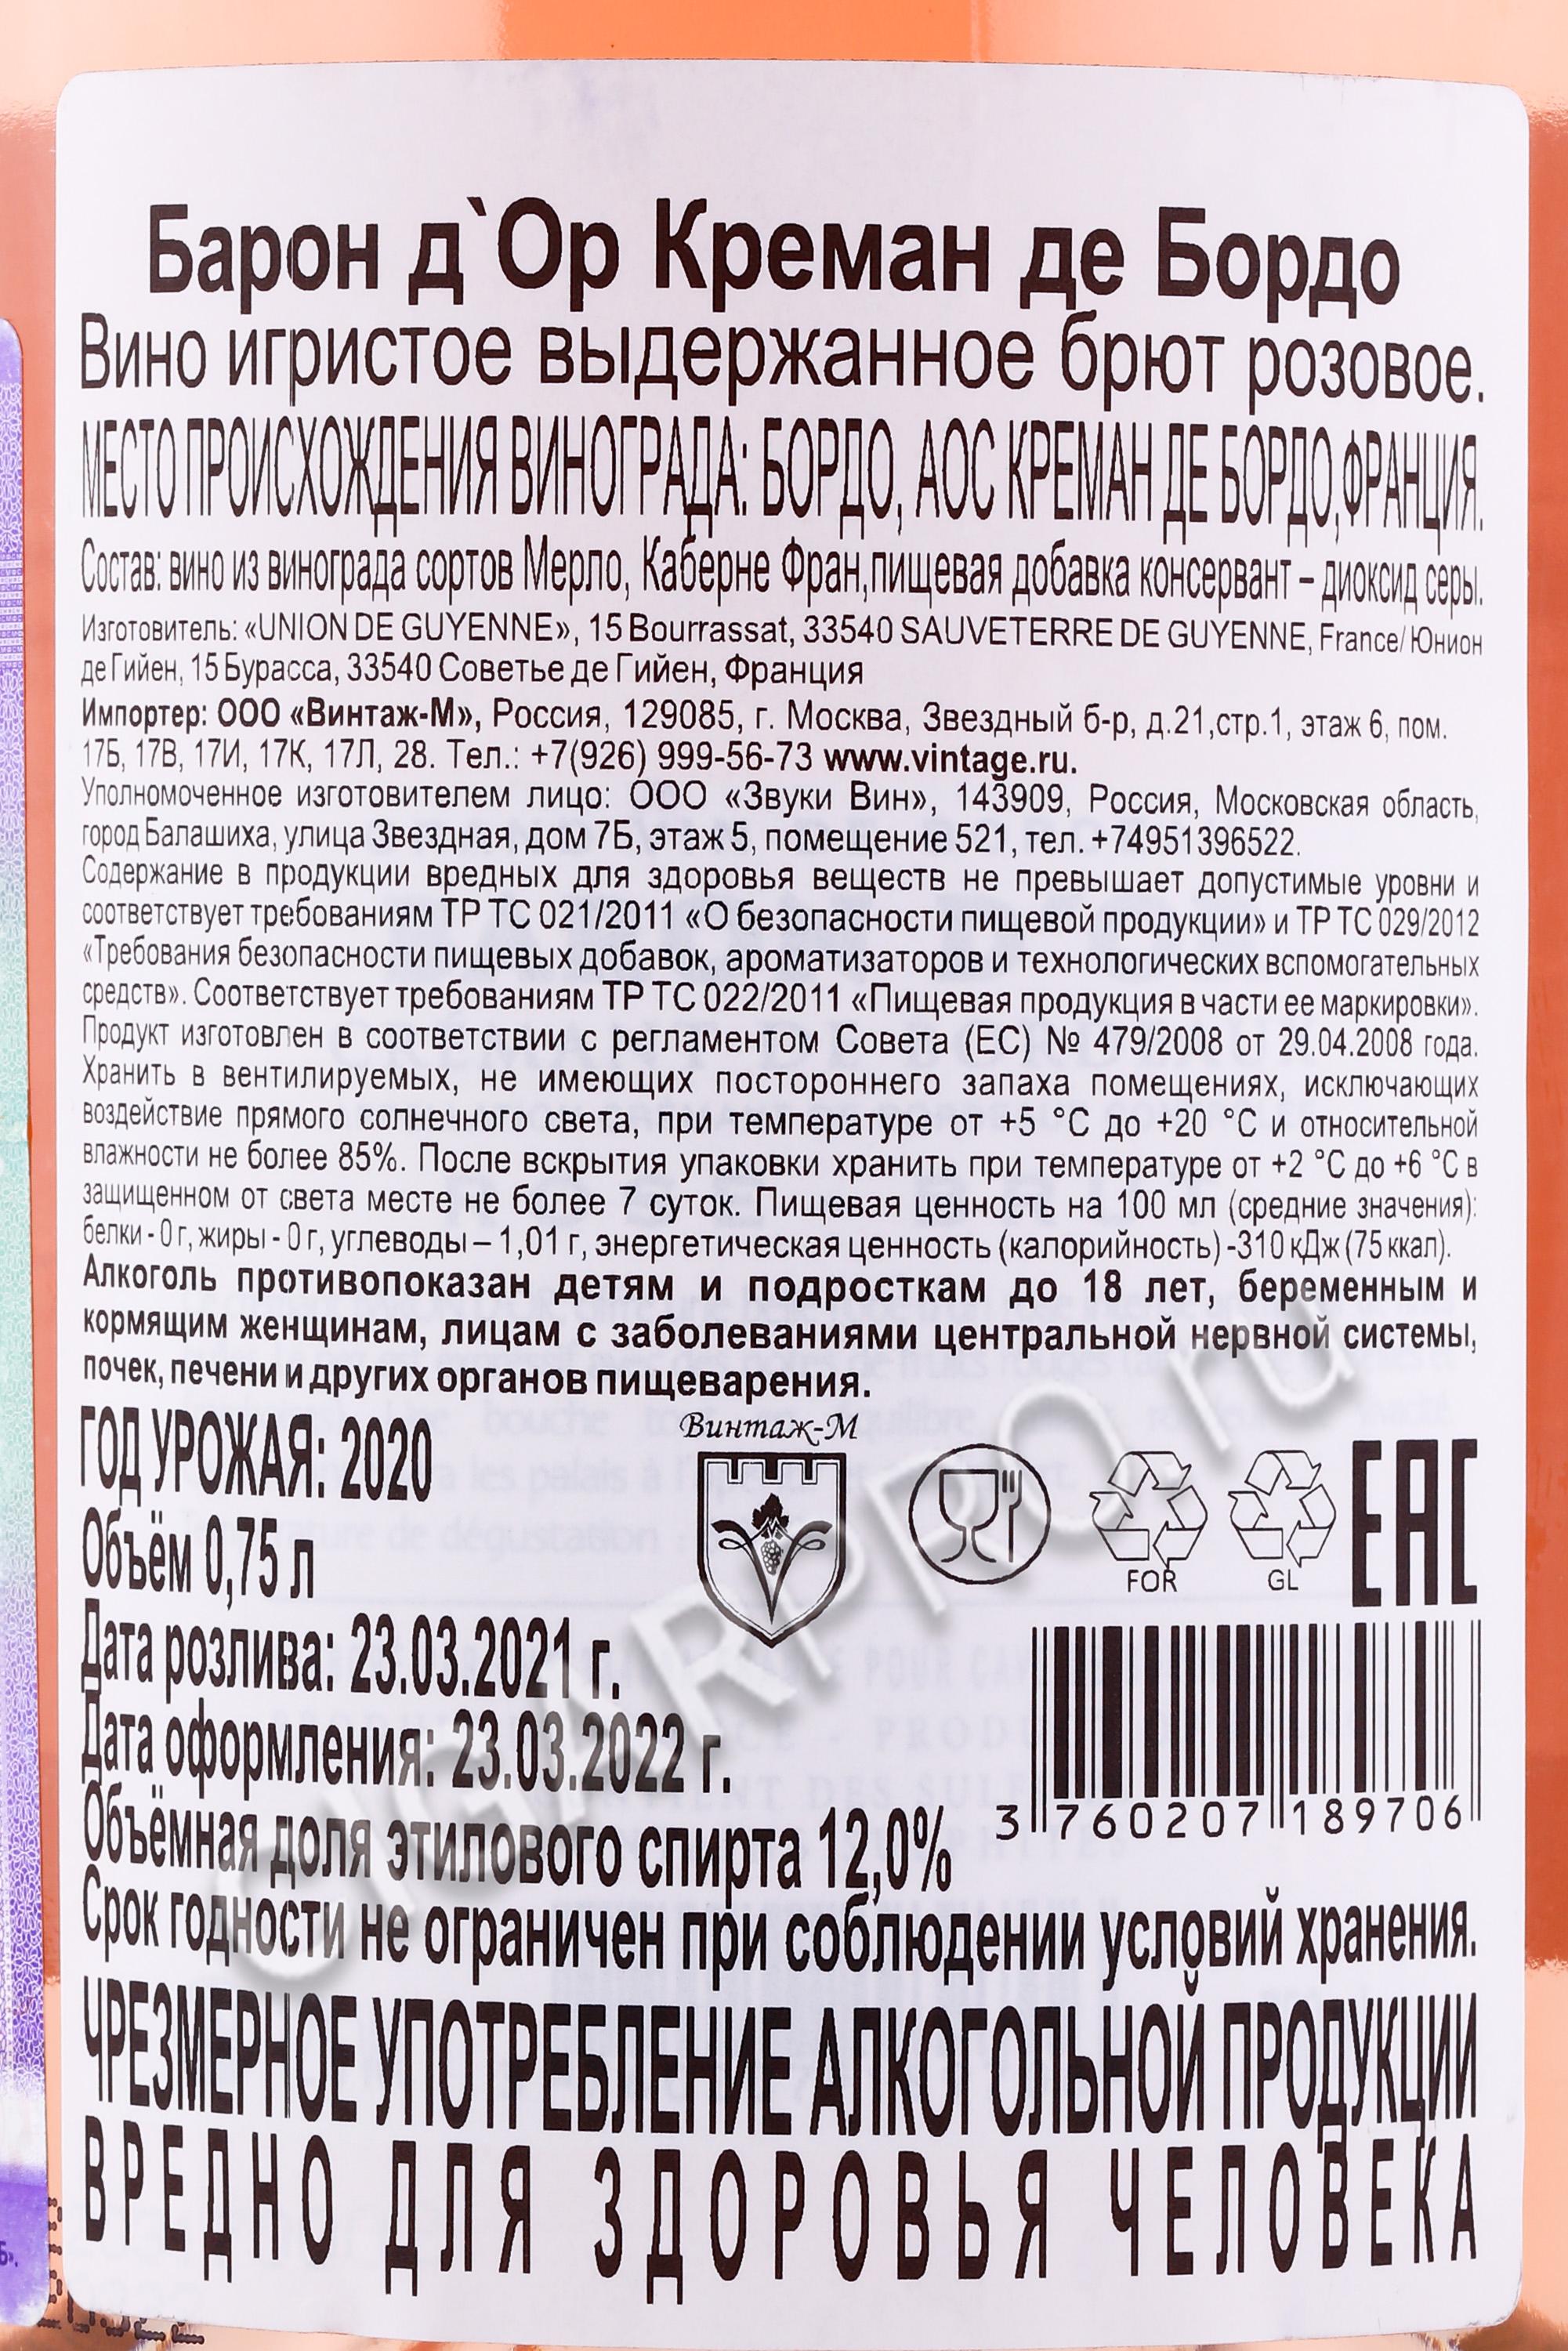 Барон д`Ор Креман де Бордо
Вино игристое выдержанное брют розовое.
МЕСТО ПРОИСХОЖДЕНИЯ ВИНОГРАДА: БОРДО, АОС КРЕМАН ДЕ БОРДО,ФРАНЦИЯ.
Состав: вино из винограда сортов Мерло, Каберне Фран,пищевая добавка консервант – диоксид серы.
Изготовитель: «UNION DE GUYENNE», 15 Bourrassat, 33540 SAUVETERRE DE GUYENNE, France/ Юнион
де Гийен, 15 Бурасса, 33540 Советье де Гийен, Франция
Импортер: ООО «Винтаж-М», Россия, 129085, г. Москва, Звездный б-р, д.21,стр.1, этаж 6, пом.
17Б, 17В, 17И, 17К, 17Л, 28. Тел.: +7(926) 999-56-73 www.vintage.ru.
Уполномоченное изготовителем лицо: ООО «Звуки Вин», 143909, Россия, Московская область,
город Балашиха, улица Звездная, дом 7Б, этаж 5, помещение 521, тел. +74951396522.
Содержание в продукции вредных для здоровья веществ не превышает допустимые уровни и
соответствует требованиям ТР ТС 021/2011 «О безопасности пищевой продукции» и ТР ТС 029/2012
«Требования безопасности пищевых добавок, ароматизаторов и технологических вспомогательных
средств». Соответствует требованиям ТР ТС 022/2011 «Пищевая продукция в части ее маркировки».
Продукт изготовлен в соответствии с регламентом Совета (ЕС) № 479/2008 от 29.04.2008 года.
Хранить в вентилируемых, не имеющих постороннего запаха помещениях, исключающих
воздействие прямого солнечного света, при температуре от +5 °С до +20 °С и относительной
влажности не более 85%. После вскрытия упаковки хранить при температуре от +2 °С до +6 °С в
защищенном от света месте не более 7 суток. Пищевая ценность на 100 мл (средние значения):
белки - 0 г, жиры - 0 г, углеводы – 1,01 г, энергетическая ценность (калорийность) -310 кДж (75 ккал).
Алкоголь противопоказан детям и подросткам до 18 лет, беременным и
кормящим женщинам, лицам с заболеваниями центральной нервной системы,
почек, печени и других органов пищеварения.
ГОД УРОЖАЯ: 2020
Винтаж-М
FOR
GL
EAC
Объём 0,75 л
Дата розлива: 23.03.2021 г.
Дата оформления: 23.03.2022 г.
3 760207 189706
Объёмная доля этилового спирта 12,0%
Срок годности не ограничен при соблюдении условий хранения.
ЧРЕЗМЕРНОЕ УПОТРЕБЛЕНИЕ АЛКОГОЛЬНОЙ ПРОДУКЦИИ
ВРЕДНО ДЛЯ ЗДОРОВЬЯ ЧЕЛОВЕКА
CIGARPRO.ru